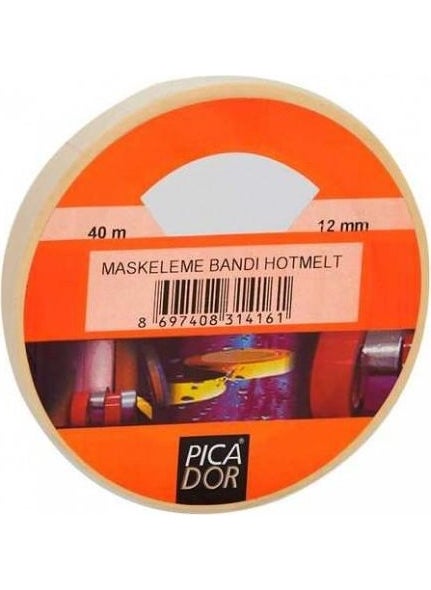 40 m 12 mm
MASKELEME BANDI HOTMELT
8 697408 314161
PICA®
DOR